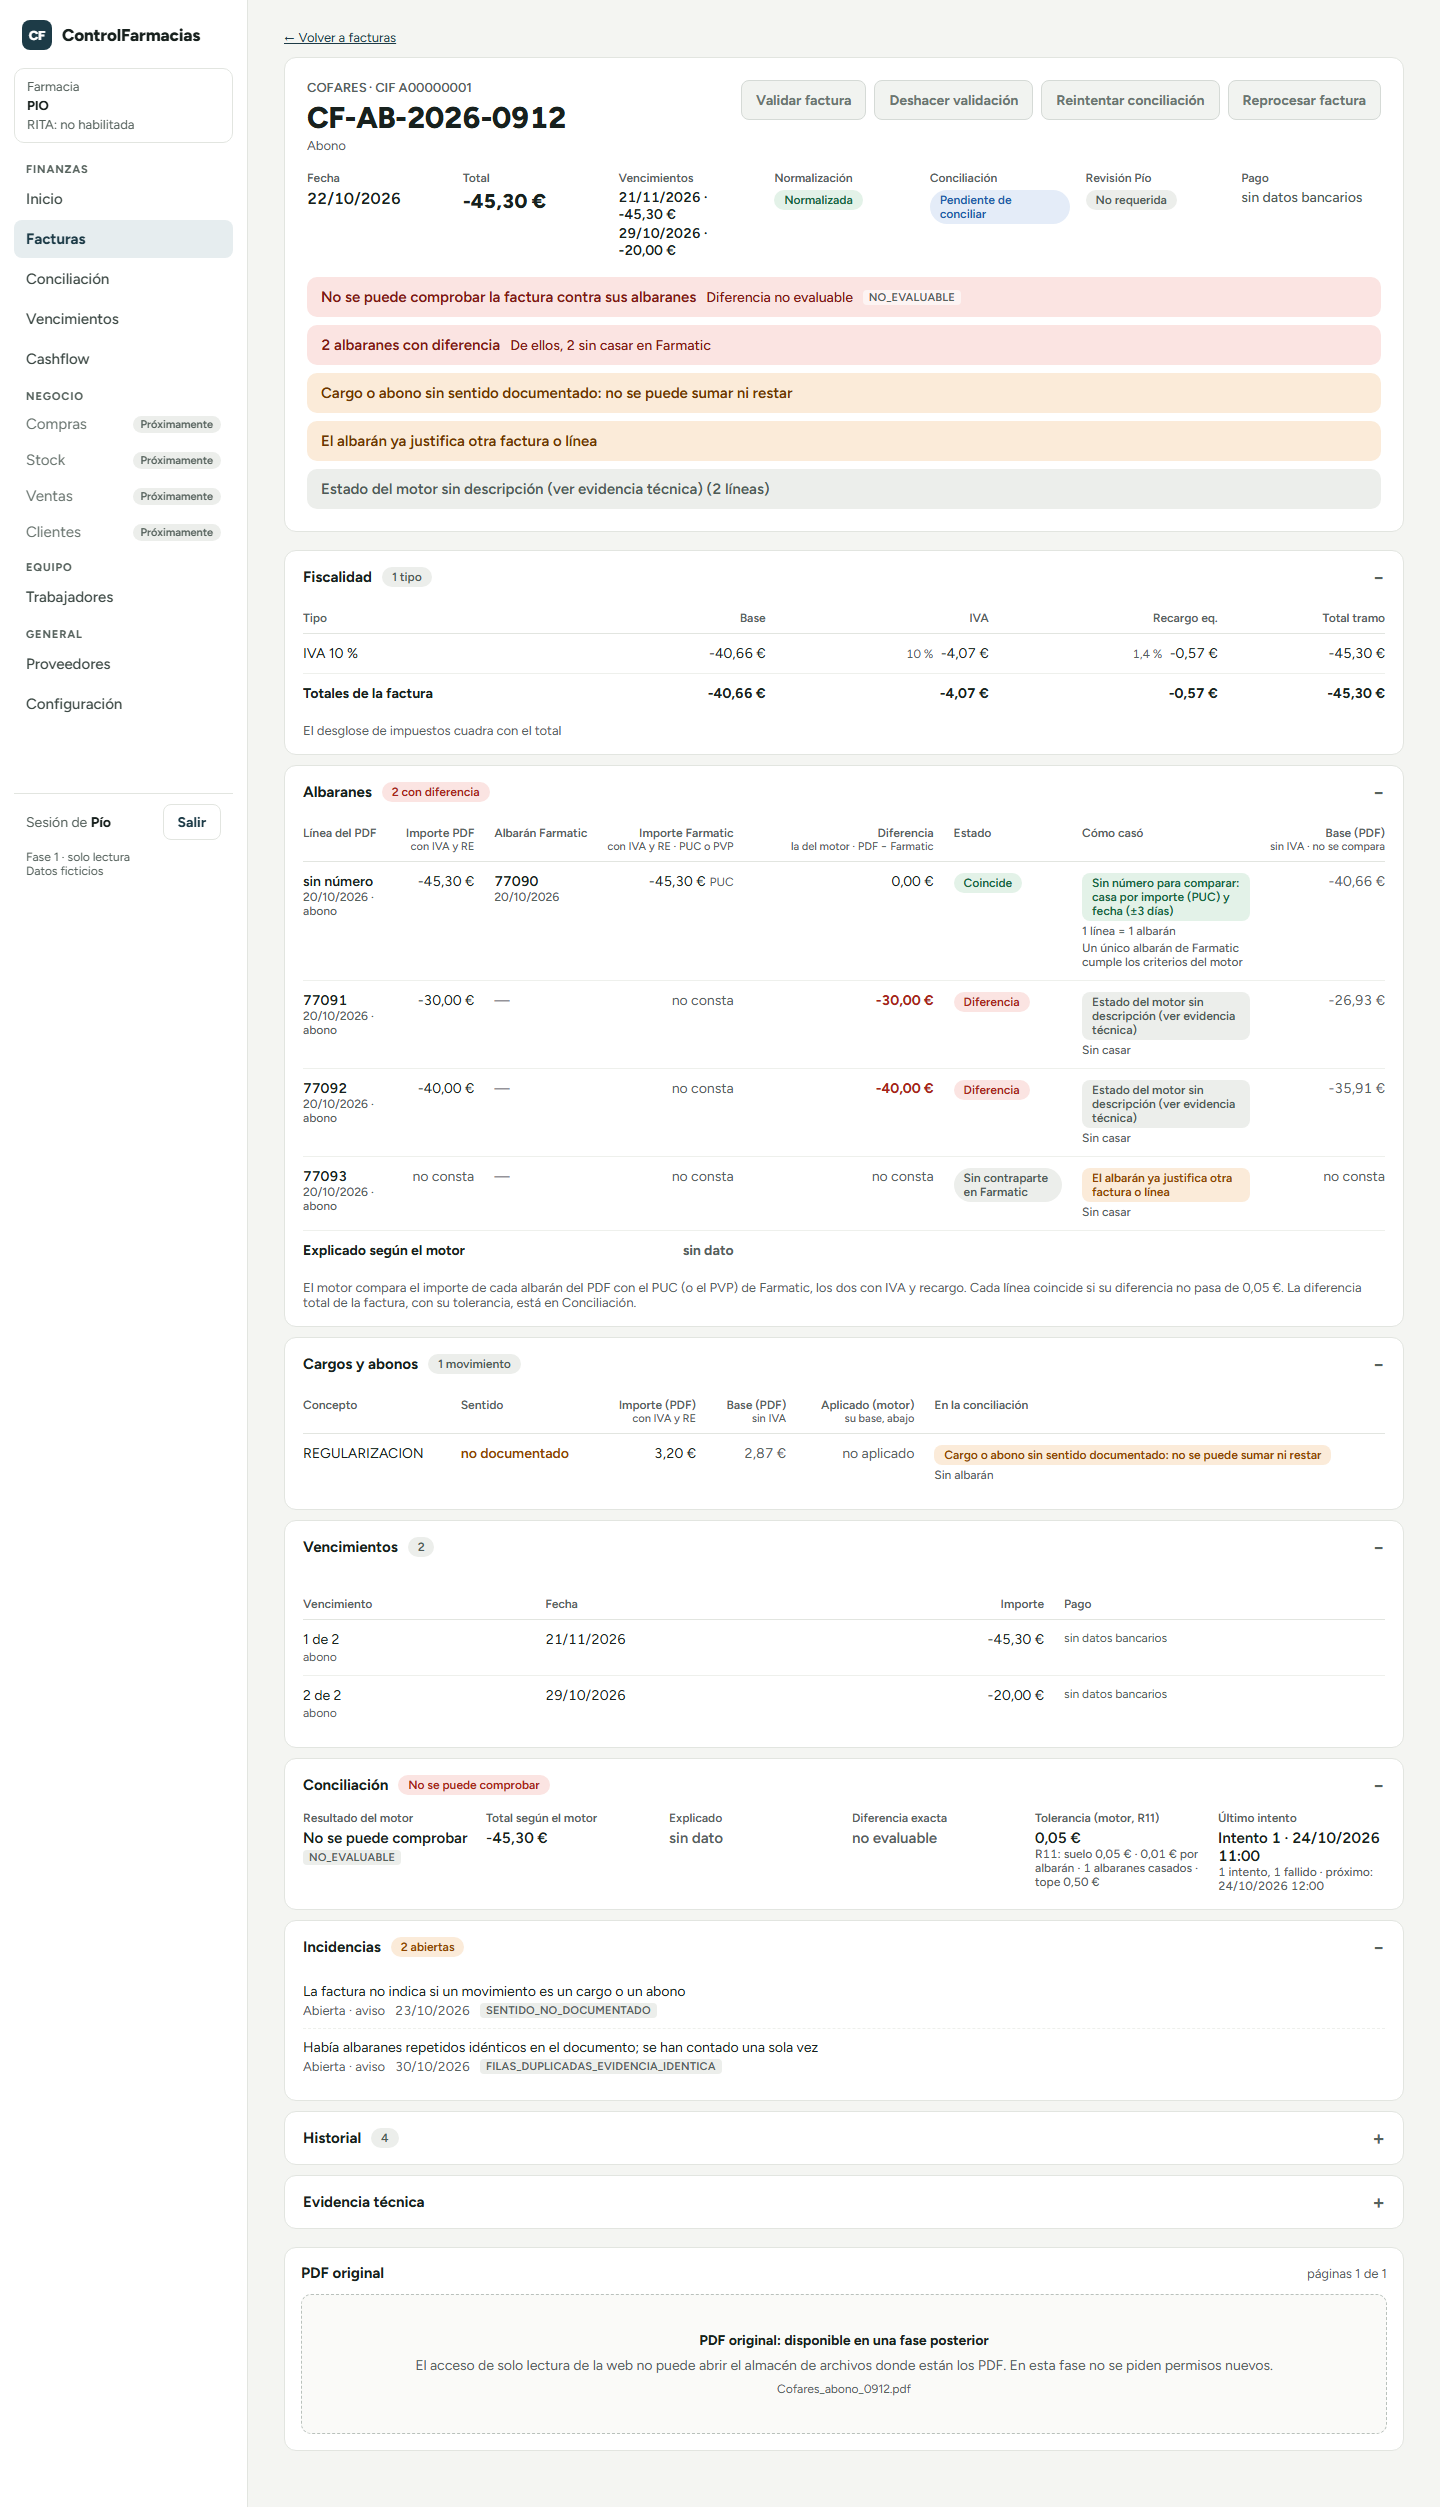 CF ControlFarmacias
Farmacia
PIO
RITA: no habilitada
FINANZAS
Inicio
Facturas
Conciliación
Vencimientos
Cashflow
NEGOCIO
Compras Próximamente
Stock Próximamente
Ventas Próximamente
Clientes Próximamente
EQUIPO
Trabajadores
GENERAL
Proveedores
Configuración
Sesión de Pío Salir
Fase 1 · solo lectura
Datos ficticios
← Volver a facturas
COFARES · CIF A00000001
CF-AB-2026-0912
Abono
Validar factura Deshacer validación Reintentar conciliación Reprocesar factura
Fecha
22/10/2026
Total
-45,30 €
Vencimientos
21/11/2026 ·
-45,30 €
29/10/2026 ·
-20,00 €
Normalización
Normalizada
Conciliación
Pendiente de
conciliar
Revisión Pío
No requerida
Pago
sin datos bancarios
No se puede comprobar la factura contra sus albaranes Diferencia no evaluable NO_EVALUABLE
2 albaranes con diferencia De ellos, 2 sin casar en Farmatic
Cargo o abono sin sentido documentado: no se puede sumar ni restar
El albarán ya justifica otra factura o línea
Estado del motor sin descripción (ver evidencia técnica) (2 líneas)
Fiscalidad 1 tipo −
Tipo Base IVA Recargo eq. Total tramo
IVA 10 % -40,66 € 10 % -4,07 € 1,4 % -0,57 € -45,30 €
Totales de la factura -40,66 € -4,07 € -0,57 € -45,30 €
El desglose de impuestos cuadra con el total
Albaranes 2 con diferencia −
Línea del PDF Importe PDF Albarán Farmatic Importe Farmatic Diferencia Estado Cómo casó Base (PDF)
con IVA y RE con IVA y RE · PUC o PVP la del motor · PDF − Farmatic sin IVA · no se compara
sin número -45,30 € 77090 -45,30 € PUC 0,00 € Coincide Sin número para comparar: -40,66 €
20/10/2026 · 20/10/2026 casa por importe (PUC) y
abono fecha (±3 días)
1 línea = 1 albarán
Un único albarán de Farmatic
cumple los criterios del motor
77091 -30,00 € — no consta -30,00 € Diferencia Estado del motor sin -26,93 €
20/10/2026 · descripción (ver evidencia
abono técnica)
Sin casar
77092 -40,00 € — no consta -40,00 € Diferencia Estado del motor sin -35,91 €
20/10/2026 · descripción (ver evidencia
abono técnica)
Sin casar
77093 no consta — no consta no consta Sin contraparte El albarán ya justifica otra no consta
20/10/2026 · en Farmatic factura o línea
abono Sin casar
Explicado según el motor sin dato
El motor compara el importe de cada albarán del PDF con el PUC (o el PVP) de Farmatic, los dos con IVA y recargo. Cada línea coincide si su diferencia no pasa de 0,05 €. La diferencia
total de la factura, con su tolerancia, está en Conciliación.
Cargos y abonos 1 movimiento −
Concepto Sentido Importe (PDF) Base (PDF) Aplicado (motor) En la conciliación
con IVA y RE sin IVA su base, abajo
REGULARIZACION no documentado 3,20 € 2,87 € no aplicado Cargo o abono sin sentido documentado: no se puede sumar ni restar
Sin albarán
Vencimientos 2 −
Vencimiento Fecha Importe Pago
1 de 2 21/11/2026 -45,30 € sin datos bancarios
abono
2 de 2 29/10/2026 -20,00 € sin datos bancarios
abono
Conciliación No se puede comprobar −
Resultado del motor
No se puede comprobar
NO_EVALUABLE
Total según el motor
-45,30 €
Explicado
sin dato
Diferencia exacta
no evaluable
Tolerancia (motor, R11)
0,05 €
R11: suelo 0,05 € · 0,01 € por
albarán · 1 albaranes casados ·
tope 0,50 €
Último intento
Intento 1 · 24/10/2026
11:00
1 intento, 1 fallido · próximo:
24/10/2026 12:00
Incidencias 2 abiertas −
La factura no indica si un movimiento es un cargo o un abono
Abierta · aviso 23/10/2026 SENTIDO_NO_DOCUMENTADO
Había albaranes repetidos idénticos en el documento; se han contado una sola vez
Abierta · aviso 30/10/2026 FILAS_DUPLICADAS_EVIDENCIA_IDENTICA
Historial 4 +
Evidencia técnica +
PDF original páginas 1 de 1
PDF original: disponible en una fase posterior
El acceso de solo lectura de la web no puede abrir el almacén de archivos donde están los PDF. En esta fase no se piden permisos nuevos.
Cofares_abono_0912.pdf